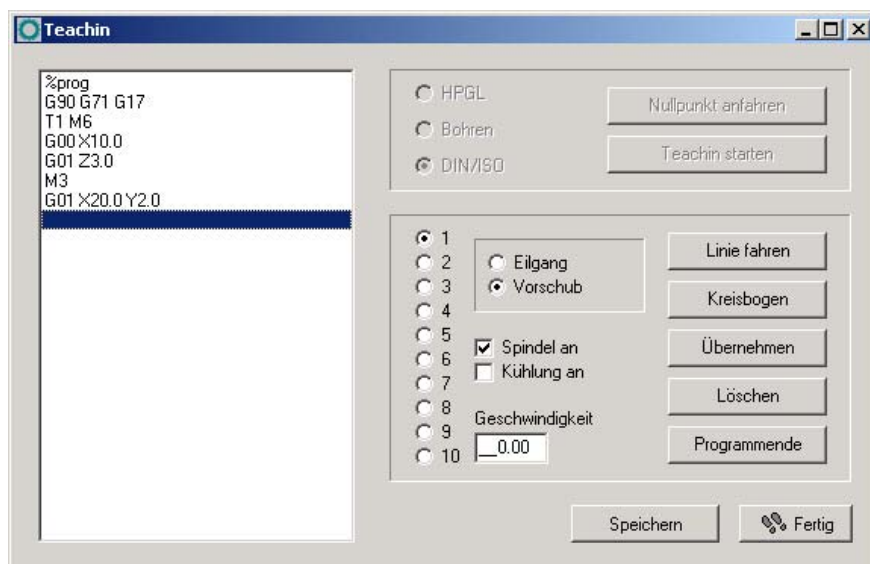 Teachin
%prog
G90 G71 G17
T1 M6
G00 X10.0
G01 Z3.0
M3
G01 X20.0 Y2.0
HPGL
Bohren
DIN/ISO
Nullpunkt anfahren
Teachin starten
1
2
3
4
5
6
7
8
9
10
Eilgang
Vorschub
Spindel an
Kühlung an
Geschwindigkeit
__0.00
Linie fahren
Kreisbogen
Übernehmen
Löschen
Programmende
Speichern
Fertig